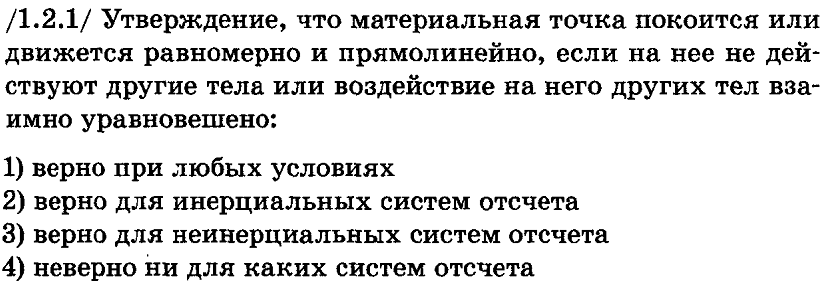 /1.2.1/ Утверждение, что материальная точка покоится или
движется равномерно и прямолинейно, если на нее не дей-
ствуют другие тела или воздействие на него других тел вза-
имно уравновешено:
1) верно при любых условиях
2) верно для инерциальных систем отсчета
3) верно для неинерциальных систем отсчета
4) неверно ни для каких систем отсчета